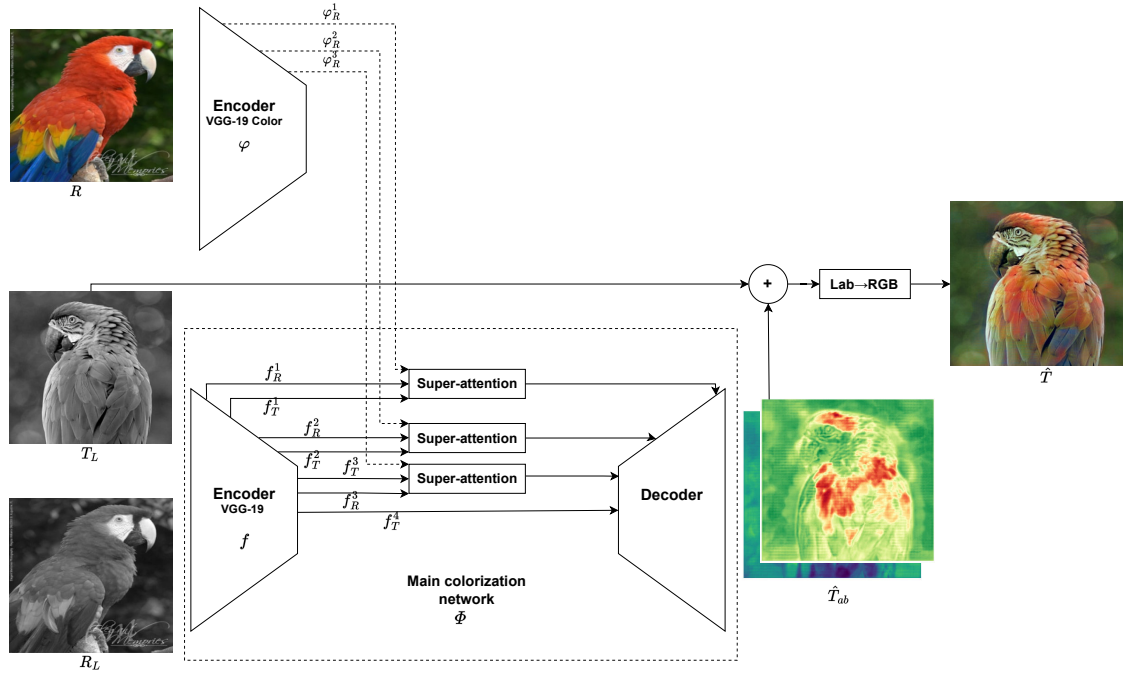 φ_R^1
φ_R^2
φ_R^3
Encoder
VGG-19 Color
φ
Memories
R
+
Lab→RGB
T̂
T_L
f_R^1
Super-attention
f_T^1
f_R^2
Super-attention
f_T^2
f_T^3
Super-attention
f_R^3
f_T^4
Encoder
VGG-19
f
Decoder
Main colorization
network
Φ
T̂_ab
Memories
R_L